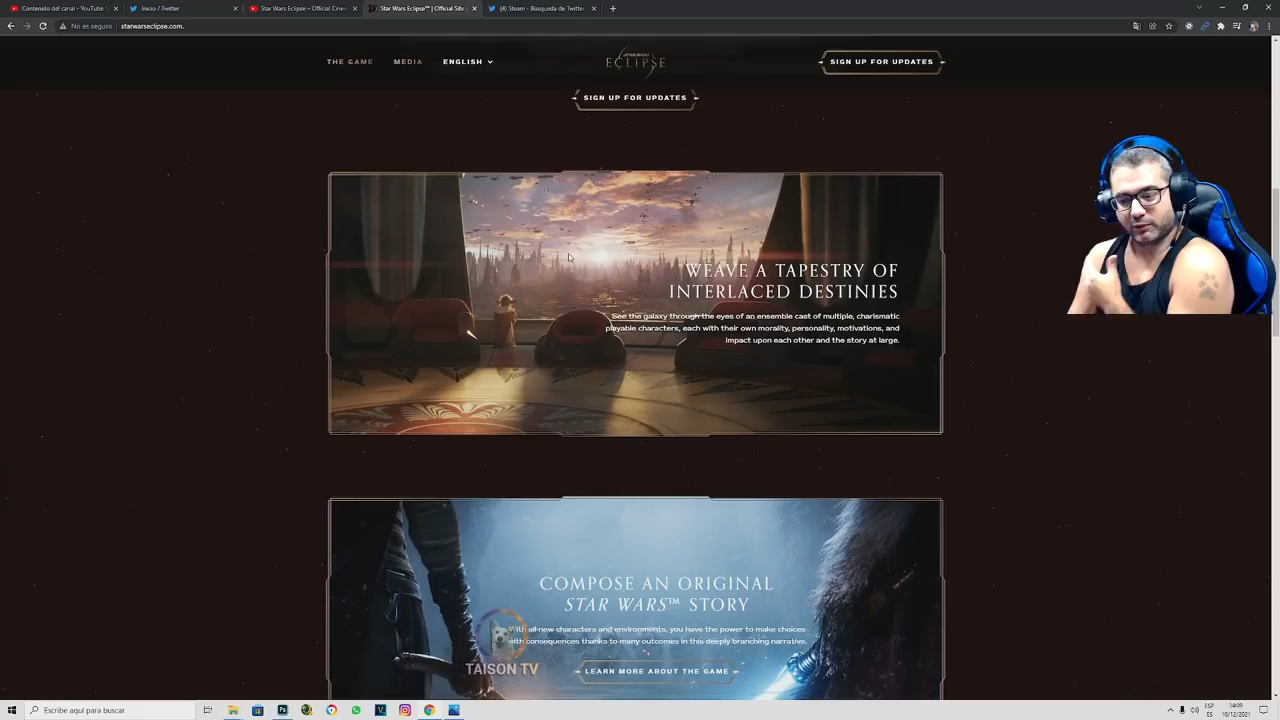 Contenido del canal - YouTube S
Inicio / Twitter
Star Wars Eclipse – Official Cinem
Star Wars Eclipse™ | Official Site
(4) Steam - Búsqueda de Twitter
No es seguro | starwarseclipse.com.
THE GAME
MEDIA
ENGLISH
STAR WARS
ECLIPSE
SIGN UP FOR UPDATES
SIGN UP FOR UPDATES
WEAVE A TAPESTRY OF
INTERLACED DESTINIES
See the galaxy through the eyes of an ensemble cast of multiple, charismatic
playable characters, each with their own morality, personality, motivations, and
impact upon each other and the story at large.
COMPOSE AN ORIGINAL
STAR WARS™ STORY
With all-new characters and environments, you have the power to make choices
with consequences thanks to many outcomes in this deeply branching narrative.
TAISON TV
LEARN MORE ABOUT THE GAME
Escribe aquí para buscar
ESP
ES
14:09
10/12/2021